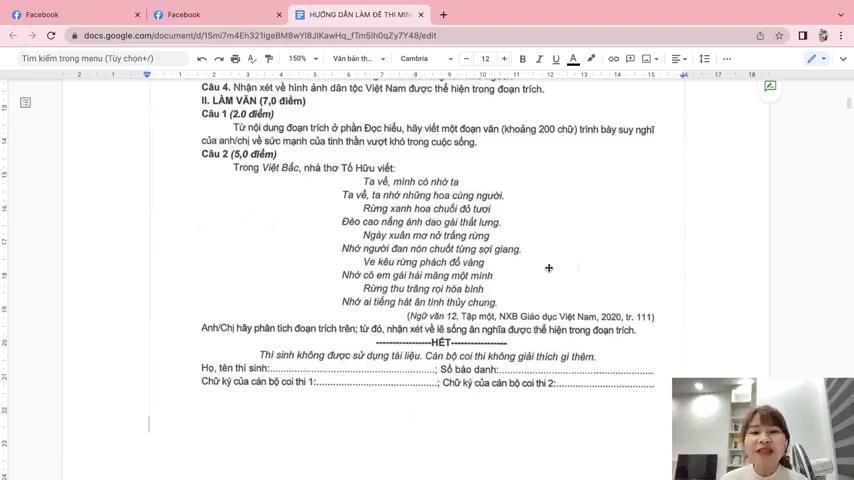 Facebook
Facebook
HƯỚNG DẪN LÀM ĐỀ THI MIN
docs.google.com/document/d/1Smi7m4Eh321lgeBM8wYl8JlKawHq_fTm5lh0qZy7Y48/edit
Tìm kiếm trong menu (Tùy chọn+/)
150%
Văn bản th...
Cambria
12
Câu 4. Nhận xét về hình ảnh dân tộc Việt Nam được thể hiện trong đoạn trích.
II. LÀM VĂN (7,0 điểm)
Câu 1 (2.0 điểm)
Từ nội dung đoạn trích ở phần Đọc hiểu, hãy viết một đoạn văn (khoảng 200 chữ) trình bày suy nghĩ
của anh/chị về sức mạnh của tinh thần vượt khó trong cuộc sống.
Câu 2 (5,0 điểm)
Trong Việt Bắc, nhà thơ Tố Hữu viết:
Ta về, mình có nhớ ta
Ta về, ta nhớ những hoa cùng người.
Rừng xanh hoa chuối đỏ tươi
Đèo cao nắng ánh dao gài thắt lưng.
Ngày xuân mơ nở trắng rừng
Nhớ người đan nón chuốt từng sợi giang.
Ve kêu rừng phách đổ vàng
Nhớ cô em gái hái măng một mình
Rừng thu trăng rọi hòa bình
Nhớ ai tiếng hát ân tình thủy chung.
(Ngữ văn 12, Tập một, NXB Giáo dục Việt Nam, 2020, tr. 111)
Anh/Chị hãy phân tích đoạn trích trên; từ đó, nhận xét về lẽ sống ân nghĩa được thể hiện trong đoạn trích.
-----------------HẾT-----------------
Thí sinh không được sử dụng tài liệu. Cán bộ coi thi không giải thích gì thêm.
Họ, tên thí sinh:..................................................; Số báo danh:..................................................
Chữ ký của cán bộ coi thi 1:.....................................; Chữ ký của cán bộ coi thi 2:..............................